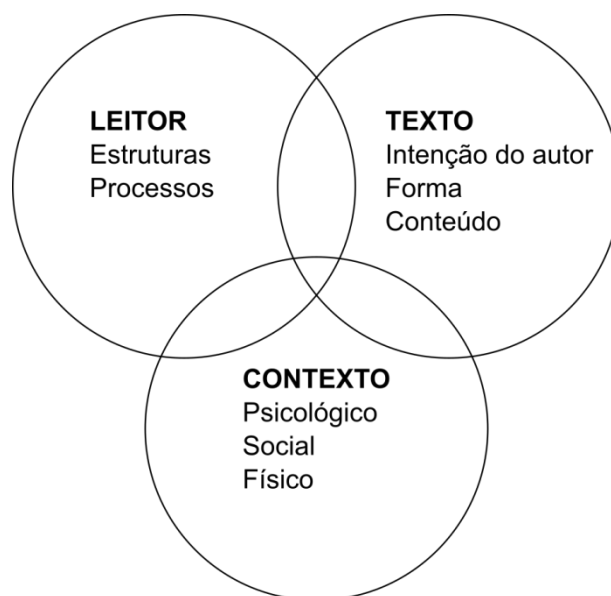 LEITOR
Estruturas
Processos
TEXTO
Intenção do autor
Forma
Conteúdo
CONTEXTO
Psicológico
Social
Físico